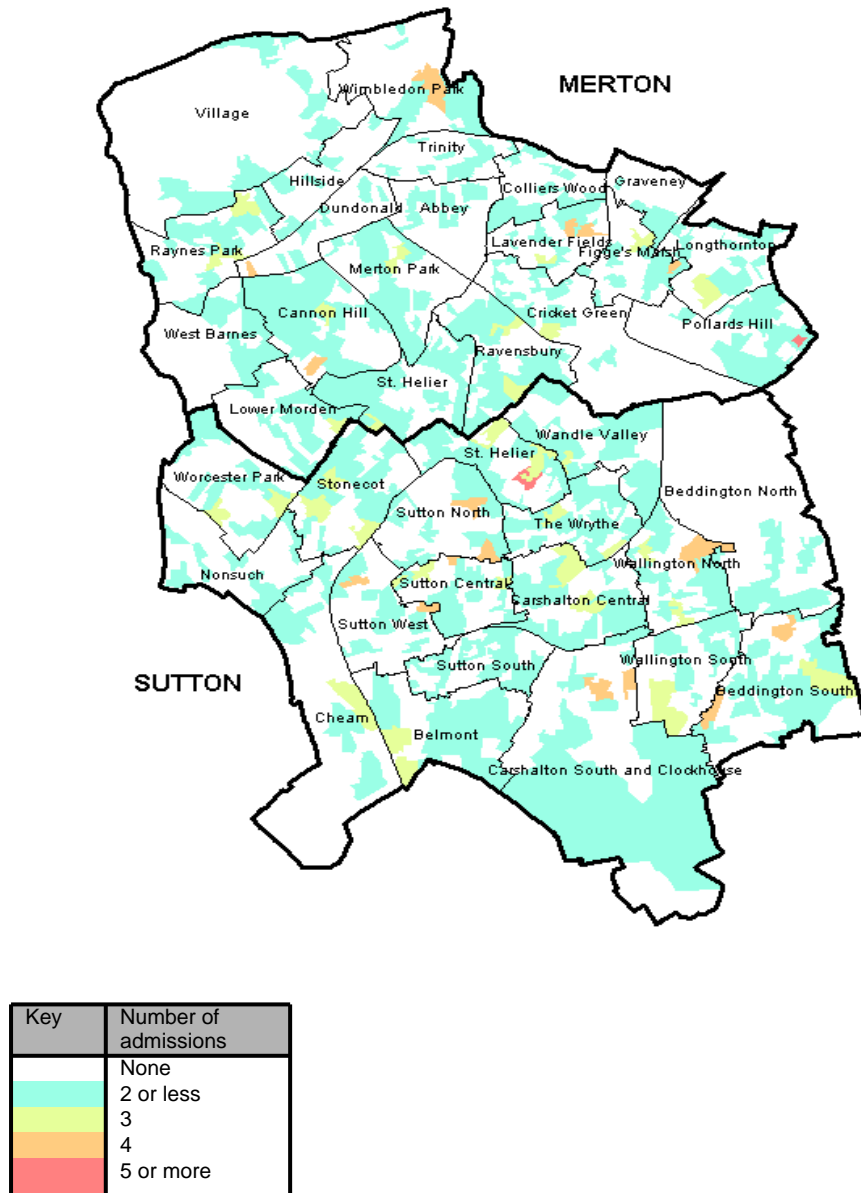 MERTON
Wimbledon Park
Village
Trinity
Hillside
Colliers Wood
Graveney
Dundonald
Abbey
Lavender Fields
Figge's Marsh
Longthornton
Raynes Park
Merton Park
Cannon Hill
Cricket Green
Pollards Hill
West Barnes
Ravensbury
St. Helier
Lower Morden
Wandle Valley
St. Helier
Worcester Park
Stonecot
Beddington North
Sutton North
The Wrythe
Wallington North
Nonsuch
Sutton Central
Carshalton Central
Sutton West
Sutton South
Wallington South
SUTTON
Beddington South
Cheam
Belmont
Carshalton South and Clockhouse
Key
Number of
admissions
None
2 or less
3
4
5 or more